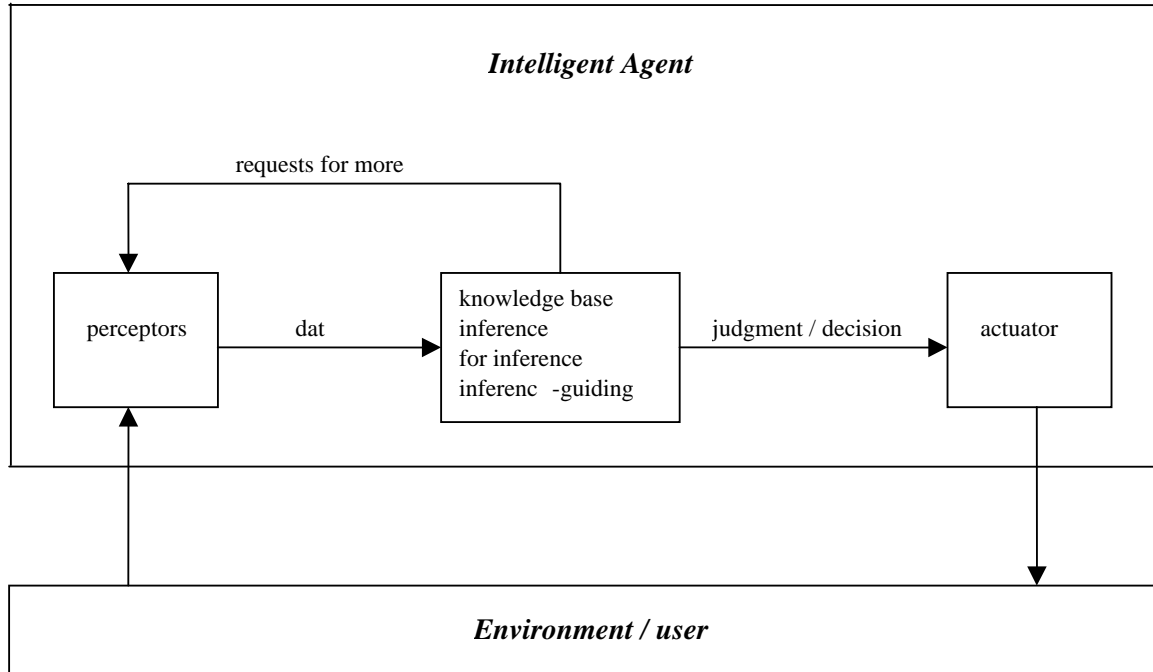 Intelligent Agent
requests for more
perceptors
dat
knowledge base
inference
for inference
inferenc -guiding
judgment / decision
actuator
Environment / user